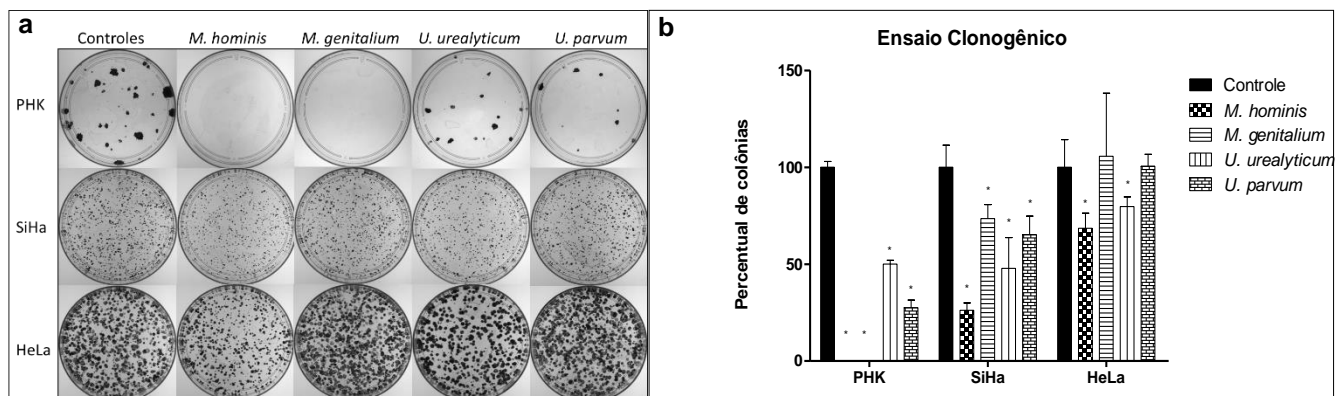 a
Controles M. hominis M. genitalium U. urealyticum U. parvum
PHK
SiHa
HeLa
b
Ensaio Clonogênico
Percentual de colônias
150
100
50
0
* * * *
* * * *
* *
PHK SiHa HeLa
Controle
M. hominis
M. genitalium
U. urealyticum
U. parvum